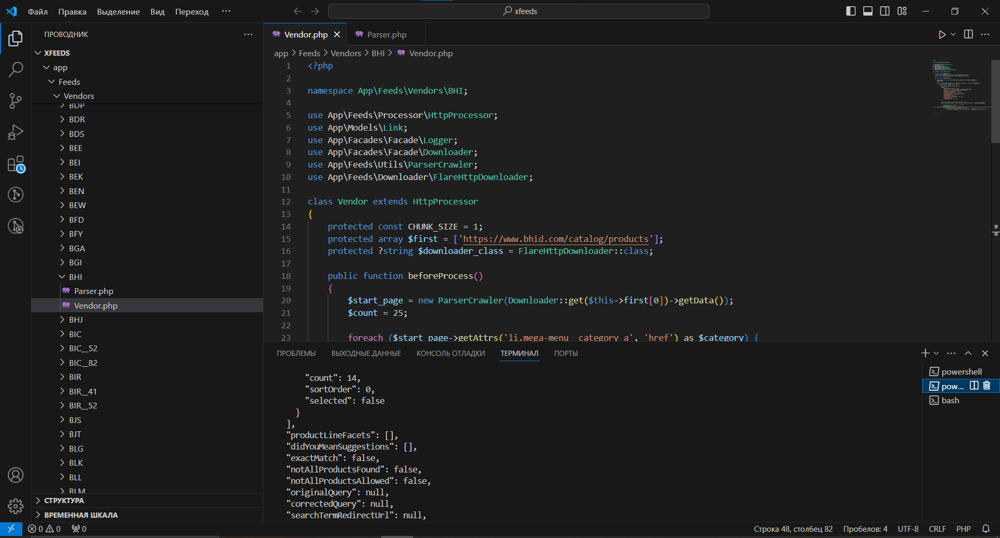 Файл Правка Выделение Вид Переход ···
xfeeds
ПРОВОДНИК
XFEEDS
app
Feeds
Vendors
BDP
BDR
BDS
BEE
BEI
BEK
BEN
BEW
BFD
BFY
BGA
BGI
BHI
Parser.php
Vendor.php
BHJ
BIC
BIC__52
BIC__82
BIR
BIR__41
BIR__52
BJS
BJT
BLG
BLK
BLL
BLM
СТРУКТУРА
ВРЕМЕННАЯ ШКАЛА
Vendor.php
Parser.php
app > Feeds > Vendors > BHI > Vendor.php
1 <?php
2
3 namespace App\Feeds\Vendors\BHI;
4
5 use App\Feeds\Processor\HttpProcessor;
6 use App\Models\Link;
7 use App\Facades\Facade\Logger;
8 use App\Facades\Facade\Downloader;
9 use App\Feeds\Utils\ParserCrawler;
10 use App\Feeds\Downloader\FlareHttpDownloader;
11
12 class Vendor extends HttpProcessor
13 {
14 protected const CHUNK_SIZE = 1;
15 protected array $first = ['https://www.bhid.com/catalog/products'];
16 protected ?string $downloader_class = FlareHttpDownloader::class;
17
18 public function beforeProcess()
19 {
20 $start_page = new ParserCrawler(Downloader::get($this->first[0])->getData());
21 $count = 25;
22
23 foreach ($start_page->getAttrs('li.mega-menu__category a', 'href') as $category) {
ПРОБЛЕМЫ ВЫХОДНЫЕ ДАННЫЕ КОНСОЛЬ ОТЛАДКИ ТЕРМИНАЛ ПОРТЫ
"count": 14,
"sortOrder": 0,
"selected": false
}
],
"productLineFacets": [],
"didYouMeanSuggestions": [],
"exactMatch": false,
"notAllProductsFound": false,
"notAllProductsAllowed": false,
"originalQuery": null,
"correctedQuery": null,
"searchTermRedirectUrl": null,
powershell
pow...
bash
0 0 0
Строка 48, столбец 82 Пробелов: 4 UTF-8 CRLF PHP